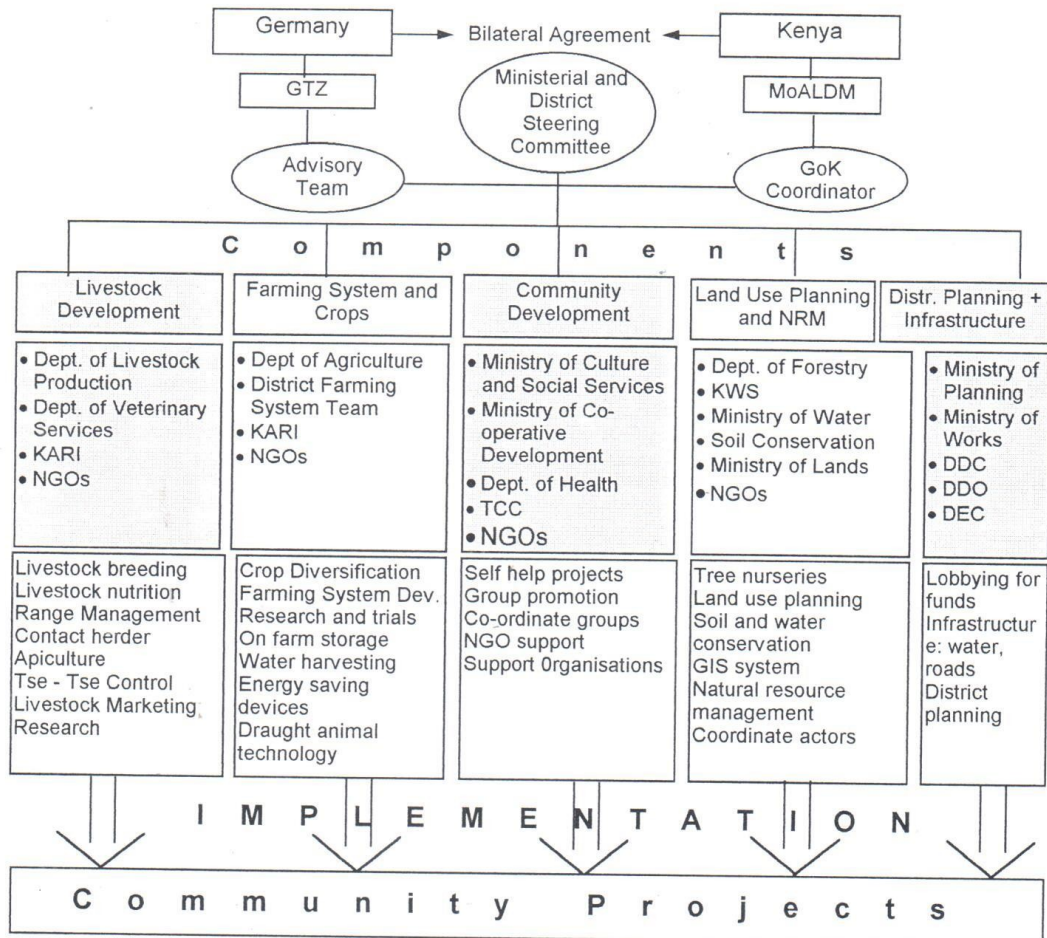 Germany
Bilateral Agreement
Kenya
GTZ
Ministerial and
District
Steering
Committee
MoALDM
Advisory
Team
GoK
Coordinator
Components
Livestock
Development
Farming System and
Crops
Community
Development
Land Use Planning
and NRM
Distr. Planning +
Infrastructure
• Dept. of Livestock
Production
• Dept. of Veterinary
Services
• KARI
• NGOs
• Dept of Agriculture
• District Farming
System Team
• KARI
• NGOs
• Ministry of Culture
and Social Services
• Ministry of Co-
operative
Development
• Dept. of Health
• TCC
• NGOs
• Dept. of Forestry
• KWS
• Ministry of Water
• Soil Conservation
• Ministry of Lands
• NGOs
• Ministry of
Planning
• Ministry of
Works
• DDC
• DDO
• DEC
Livestock breeding
Livestock nutrition
Range Management
Contact herder
Apiculture
Tse - Tse Control
Livestock Marketing
Research
Crop Diversification
Farming System Dev.
Research and trials
On farm storage
Water harvesting
Energy saving
devices
Draught animal
technology
Self help projects
Group promotion
Co-ordinate groups
NGO support
Support 0rganisations
Tree nurseries
Land use planning
Soil and water
conservation
GIS system
Natural resource
management
Coordinate actors
Lobbying for
funds
Infrastructur
e: water,
roads
District
planning
IMPLEMENTATION
Community Projects